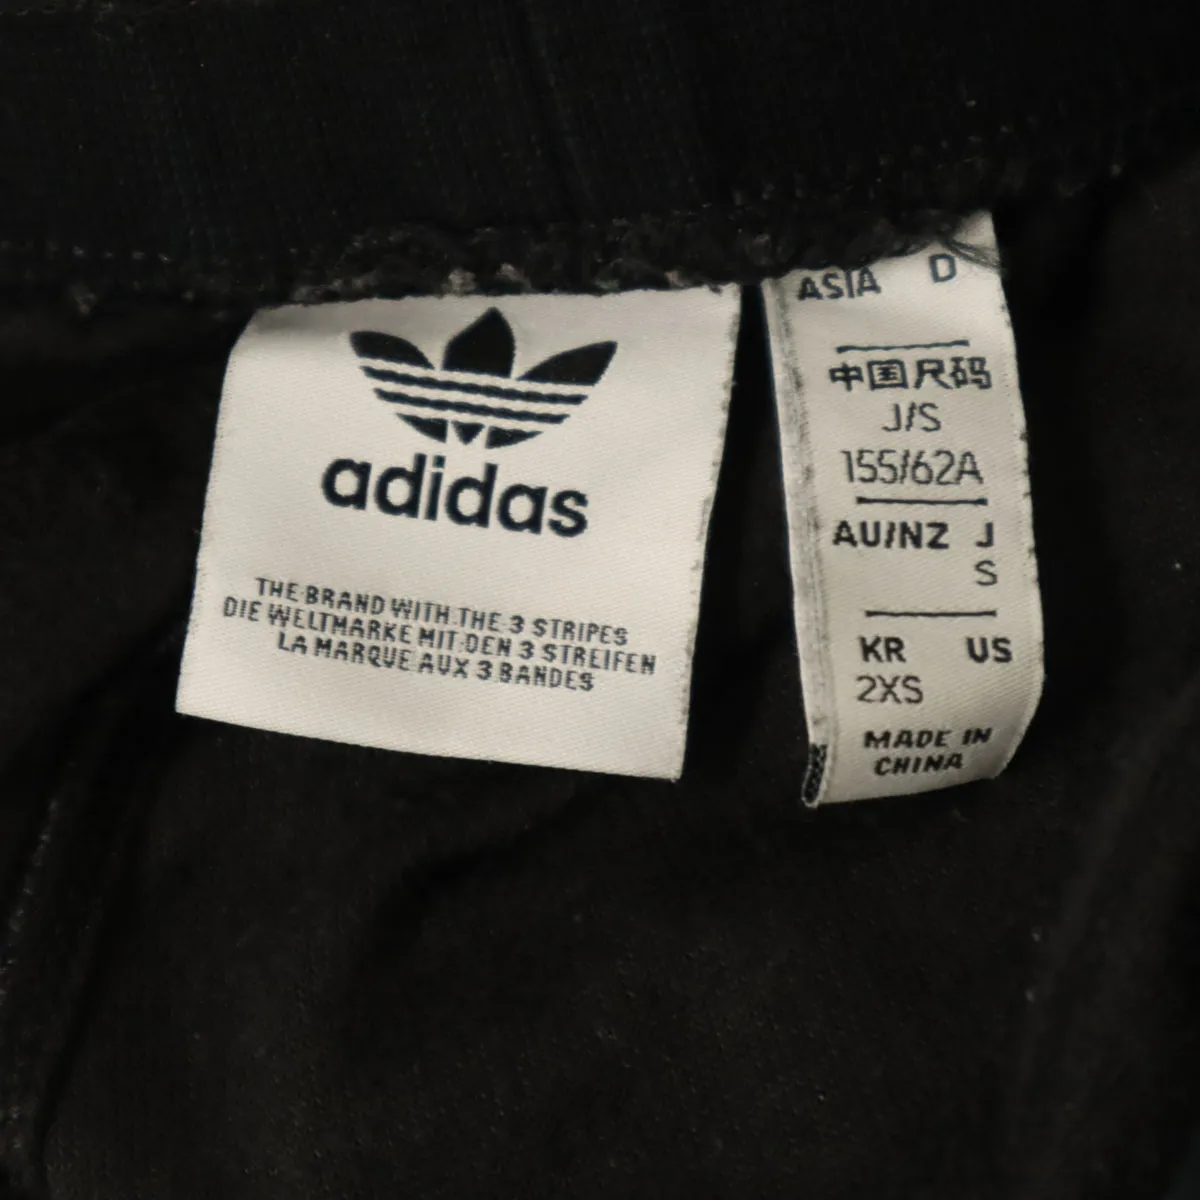 adidas
THE BRAND WITH THE 3 STRIPES
DIE WELTMARKE MIT DEN 3 STREIFEN
LA MARQUE AUX 3 BANDES
ASIA D
中国尺码
J/S
155/62A
AU/NZ J
S
KR US
2XS
MADE IN
CHINA